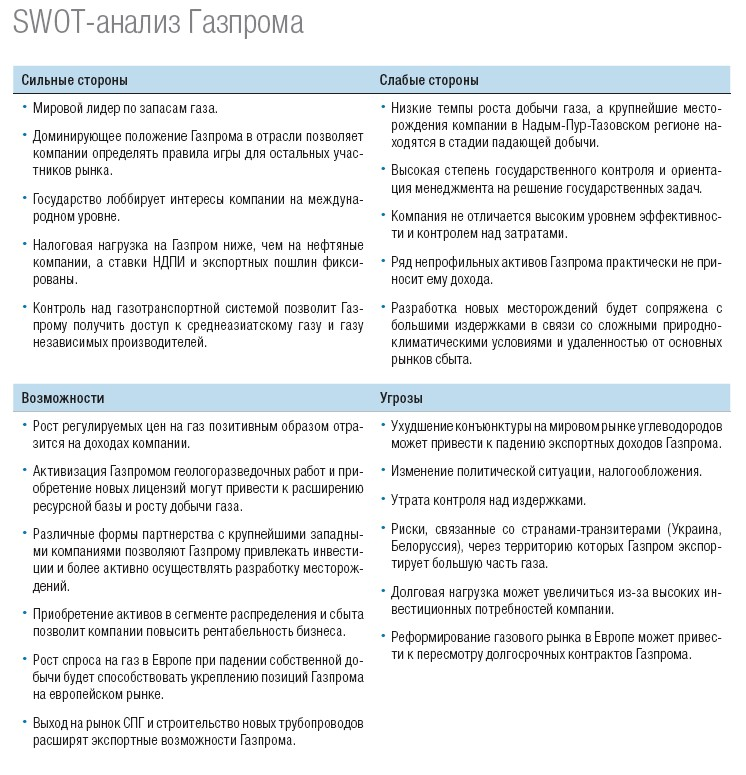 SWOT-анализ Газпрома
Сильные стороны
• Мировой лидер по запасам газа.
• Доминирующее положение Газпрома в отрасли позволяет
компании определять правила игры для остальных учас-
тников рынка.
• Государство лоббирует интересы компании на междуна-
родном уровне.
• Налоговая нагрузка на Газпром ниже, чем на нефтяные
компании, а ставки НДПИ и экспортных пошлин фикси-
рованы.
• Контроль над газотранспортной системой позволит Газ-
прому получить доступ к среднеазиатскому газу и газу
независимых производителей.
Слабые стороны
• Низкие темпы роста добычи газа, а крупнейшие место-
рождения компании в Надым-Пур-Тазовском регионе на-
ходятся в стадии падающей добычи.
• Высокая степень государственного контроля и ориента-
ция менеджмента на решение государственных задач.
• Компания не отличается высоким уровнем эффективнос-
ти и контролем над затратами.
• Ряд непрофильных активов Газпрома практически не при-
носит ему дохода.
• Разработка новых месторождений будет сопряжена с
большими издержками в связи со сложными природно-
климатическими условиями и удаленностью от основных
рынков сбыта.
Возможности
• Рост регулируемых цен на газ позитивным образом отра-
зится на доходах компании.
• Активизация Газпромом геологоразведочных работ и при-
обретение новых лицензий могут привести к расширению
ресурсной базы и росту добычи газа.
• Различные формы партнерства с крупнейшими западны-
ми компаниями позволяют Газпрому привлекать инвести-
ции и более активно осуществлять разработку месторож-
дений.
• Приобретение активов в сегменте распределения и сбыта
позволит компании повысить рентабельность бизнеса.
• Рост спроса на газ в Европе при падении собственной до-
бычи будет способствовать укреплению позиций Газпрома
на европейском рынке.
• Выход на рынок СПГ и строительство новых трубопроводов
расширят экспортные возможности Газпрома.
Угрозы
• Ухудшение конъюнктуры на мировом рынке углеводородов
может привести к падению экспортных доходов Газпрома.
• Изменение политической ситуации, налогообложения.
• Утрата контроля над издержками.
• Риски, связанные со странами-транзитерами (Украина,
Белоруссия), через территорию которых Газпром экспор-
тирует большую часть газа.
• Долговая нагрузка может увеличиться из-за высоких ин-
вестиционных потребностей компании.
• Реформирование газового рынка в Европе может привес-
ти к пересмотру долгосрочных контрактов Газпрома.